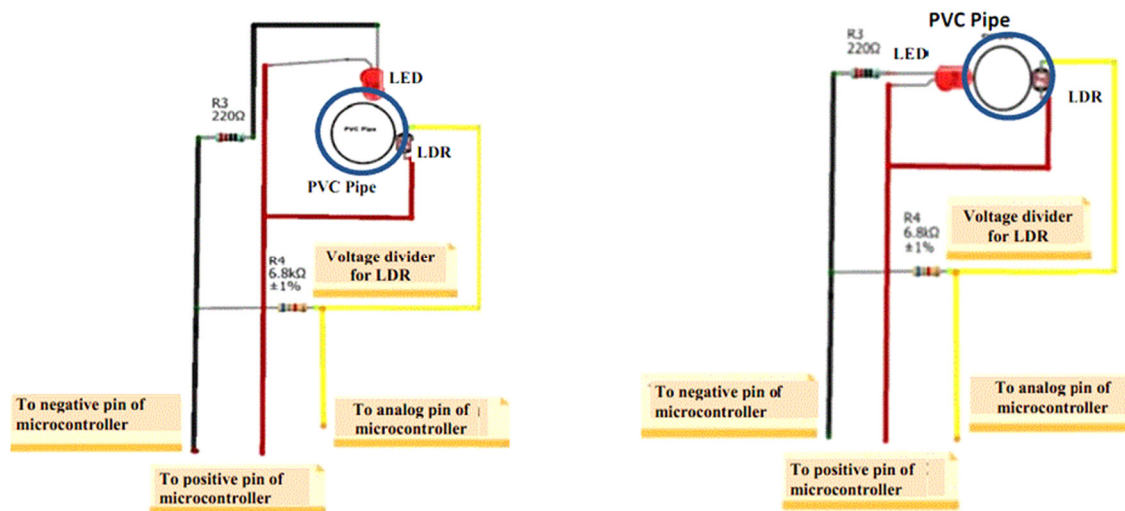 R3
220Ω
LED
PVC Pipe
LDR
PVC Pipe
R4
6.8kΩ
±1%
Voltage divider
for LDR
To negative pin of
microcontroller
To analog pin of
microcontroller
To positive pin of
microcontroller
PVC Pipe
R3
220Ω
LED
LDR
R4
6.8kΩ
±1%
Voltage divider
for LDR
To negative pin of
microcontroller
To analog pin of
microcontroller
To positive pin of
microcontroller